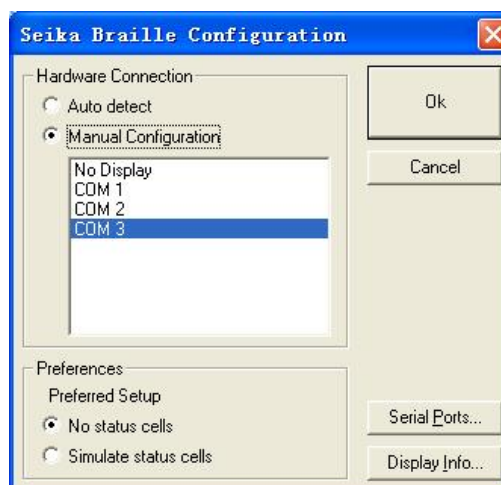 Seika Braille Configuration
Hardware Connection
Auto detect
Manual Configuration
No Display
COM 1
COM 2
COM 3
Ok
Cancel
Preferences
Preferred Setup
No status cells
Simulate status cells
Serial Ports...
Display Info...